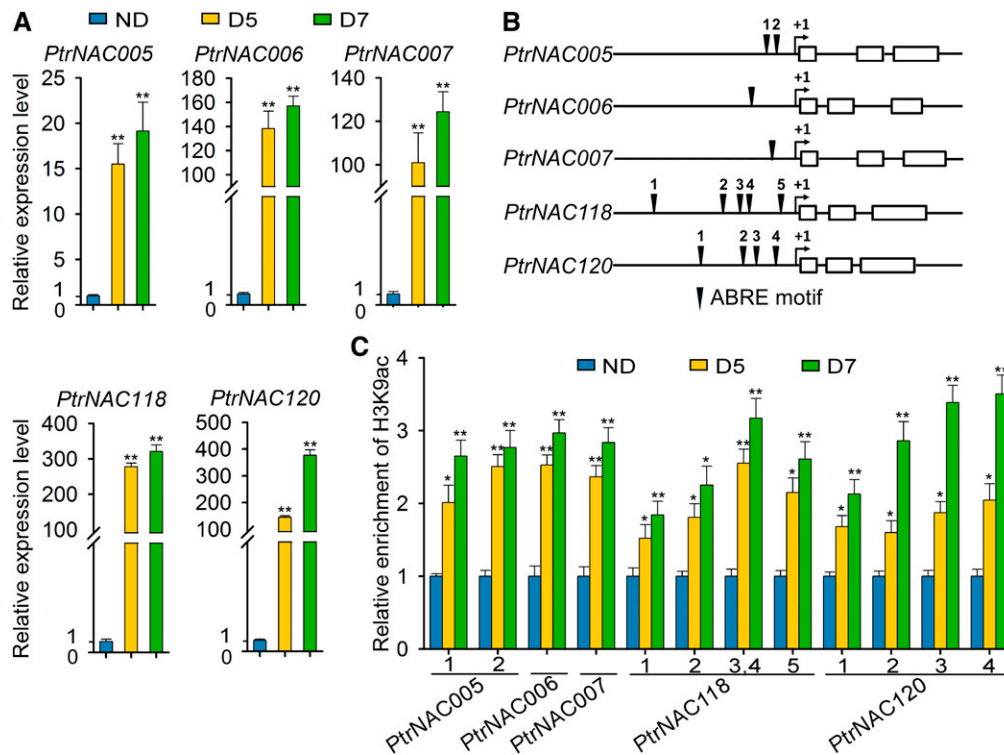 A
ND D5 D7
PtrNAC005 PtrNAC006 PtrNAC007
Relative expression level
25
20
15
10
5
1
0
** **
180
160
140
120
100
1
0
** **
140
120
100
1
0
** **
PtrNAC118 PtrNAC120
Relative expression level
400
300
200
100
1
0
** **
500
400
300
200
100
1
0
** **
B
PtrNAC005 1 2 +1
PtrNAC006 +1
PtrNAC007 +1
PtrNAC118 1 2 3 4 5 +1
PtrNAC120 1 2 3 4 +1
ABRE motif
C
ND D5 D7
Relative enrichment of H3K9ac
4
3
2
1
0
* ** ** ** ** ** ** ** * ** * * ** ** * ** * ** * ** * ** * **
1 2 1 2 3,4 5 1 2 3 4
PtrNAC005 PtrNAC006 PtrNAC007 PtrNAC118 PtrNAC120